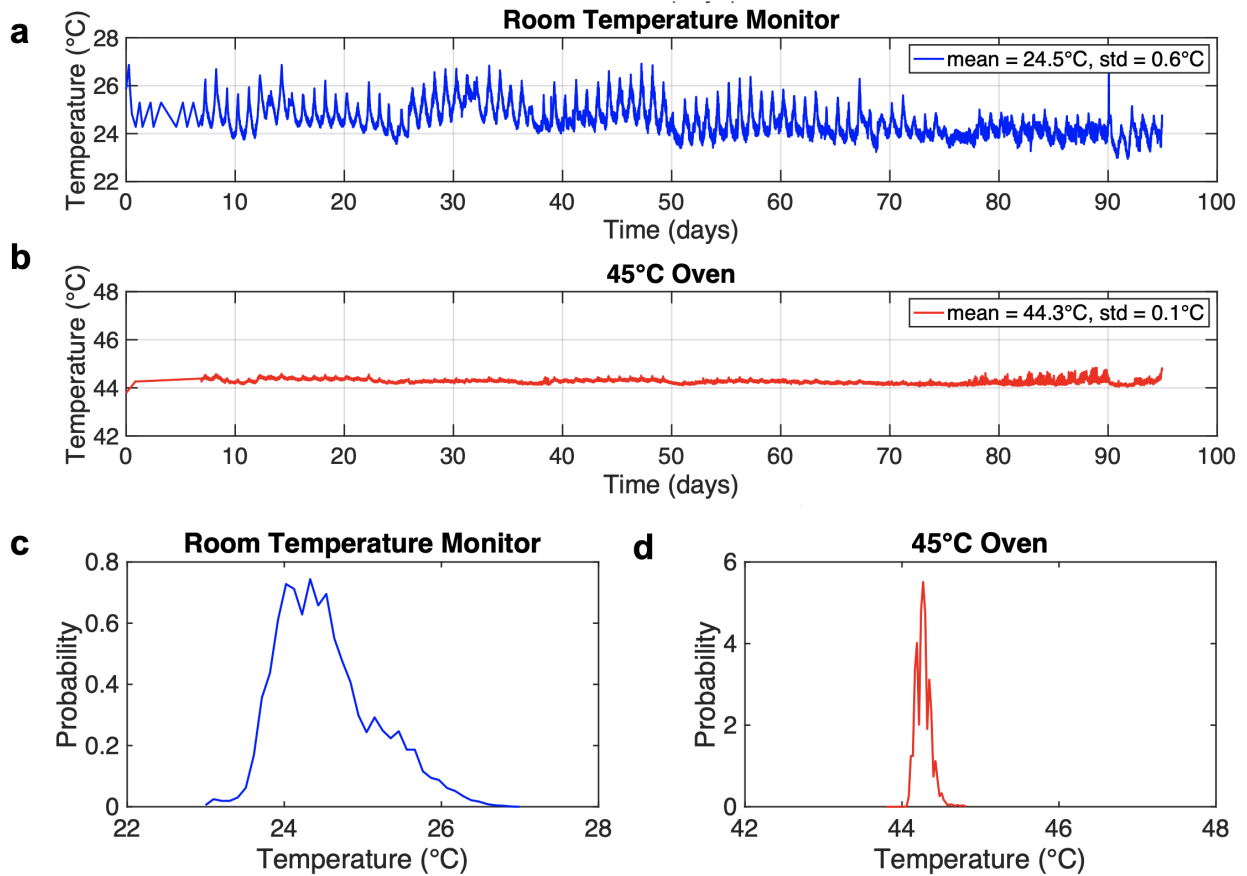 a
Room Temperature Monitor
Temperature (°C)
28
26
24
22
mean = 24.5°C, std = 0.6°C
0 10 20 30 40 50 60 70 80 90 100
Time (days)
b
45°C Oven
Temperature (°C)
48
46
44
42
mean = 44.3°C, std = 0.1°C
0 10 20 30 40 50 60 70 80 90 100
Time (days)
c
Room Temperature Monitor
Probability
0.8
0.6
0.4
0.2
0
22 24 26 28
Temperature (°C)
d
45°C Oven
Probability
6
4
2
0
42 44 46 48
Temperature (°C)